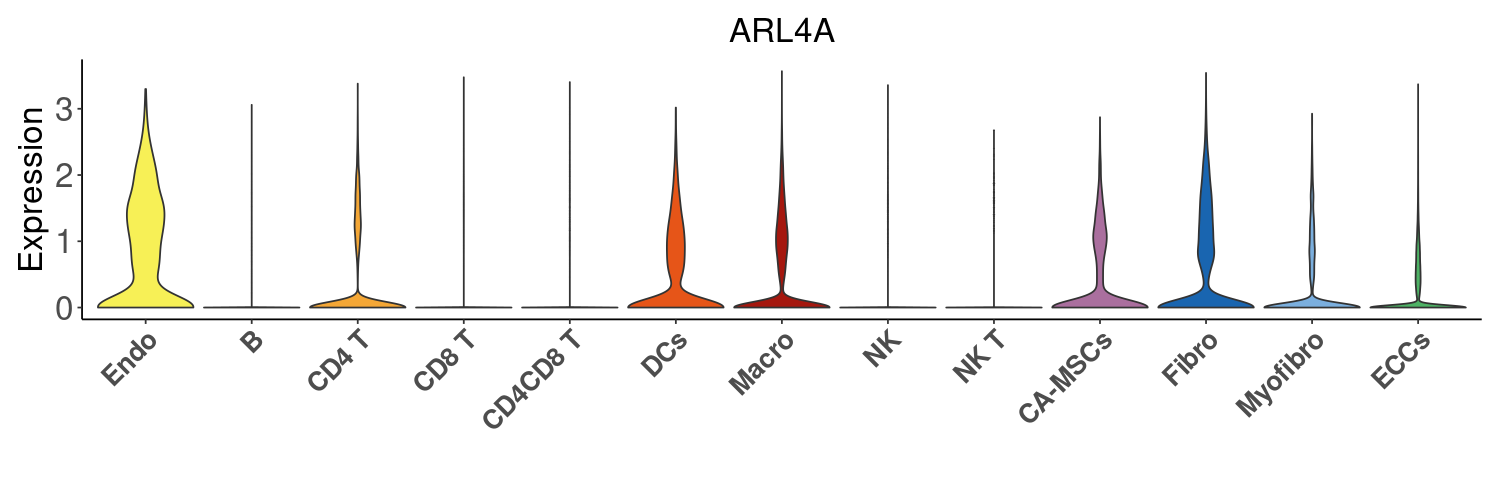 ARL4A
Expression
3
2
1
0
Endo
B
CD4 T
CD8 T
CD4CD8 T
DCs
Macro
NK
NK T
CA-MSCs
Fibro
Myofibro
ECCs